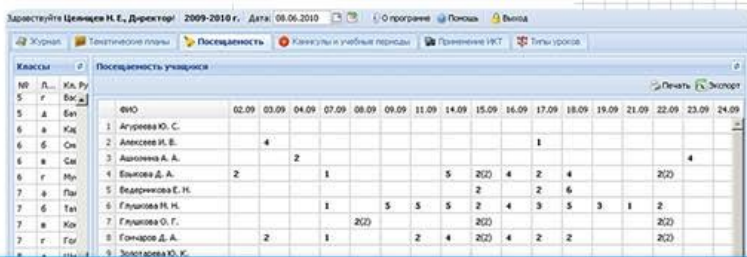 Здравствуйте Целищев Н. Е., Директор! 2009-2010 г. Дата: 08.06.2010 О программе Помощь Выход
Журнал Тематические планы Посещаемость Каникулы и учебные периоды Применение ИКТ Типы уроков
Классы Посещаемость учащихся
№ Л... Кл. Ру Печать Экспорт
5 г Вас
ФИО 02.09 03.09 04.09 07.09 08.09 09.09 11.09 14.09 15.09 16.09 17.09 18.09 19.09 21.09 22.09 23.09 24.09
5 д
6 а 1 Агуреева Ю. С.
6 б 2 Алексеев И. В. 4 1
6 в 3 А. А. 2 4
6 г 4 Быкова Д. А. 2 1 5 2(2) 4 2 4 2(2)
7 а 5 Ведерникова Е. Н. 2 2 6
7 б 6 Глушкова Н. Н. 1 5 5 5 2 4 3 5 3 1 2
7 в 7 Глушкова О. Г. 2(2) 2(2) 2(2)
7 г 8 Гончаров Д. А. 2 1 2 4 2(2) 4 2 2 2(2)
9 Золотарева Ю. К.